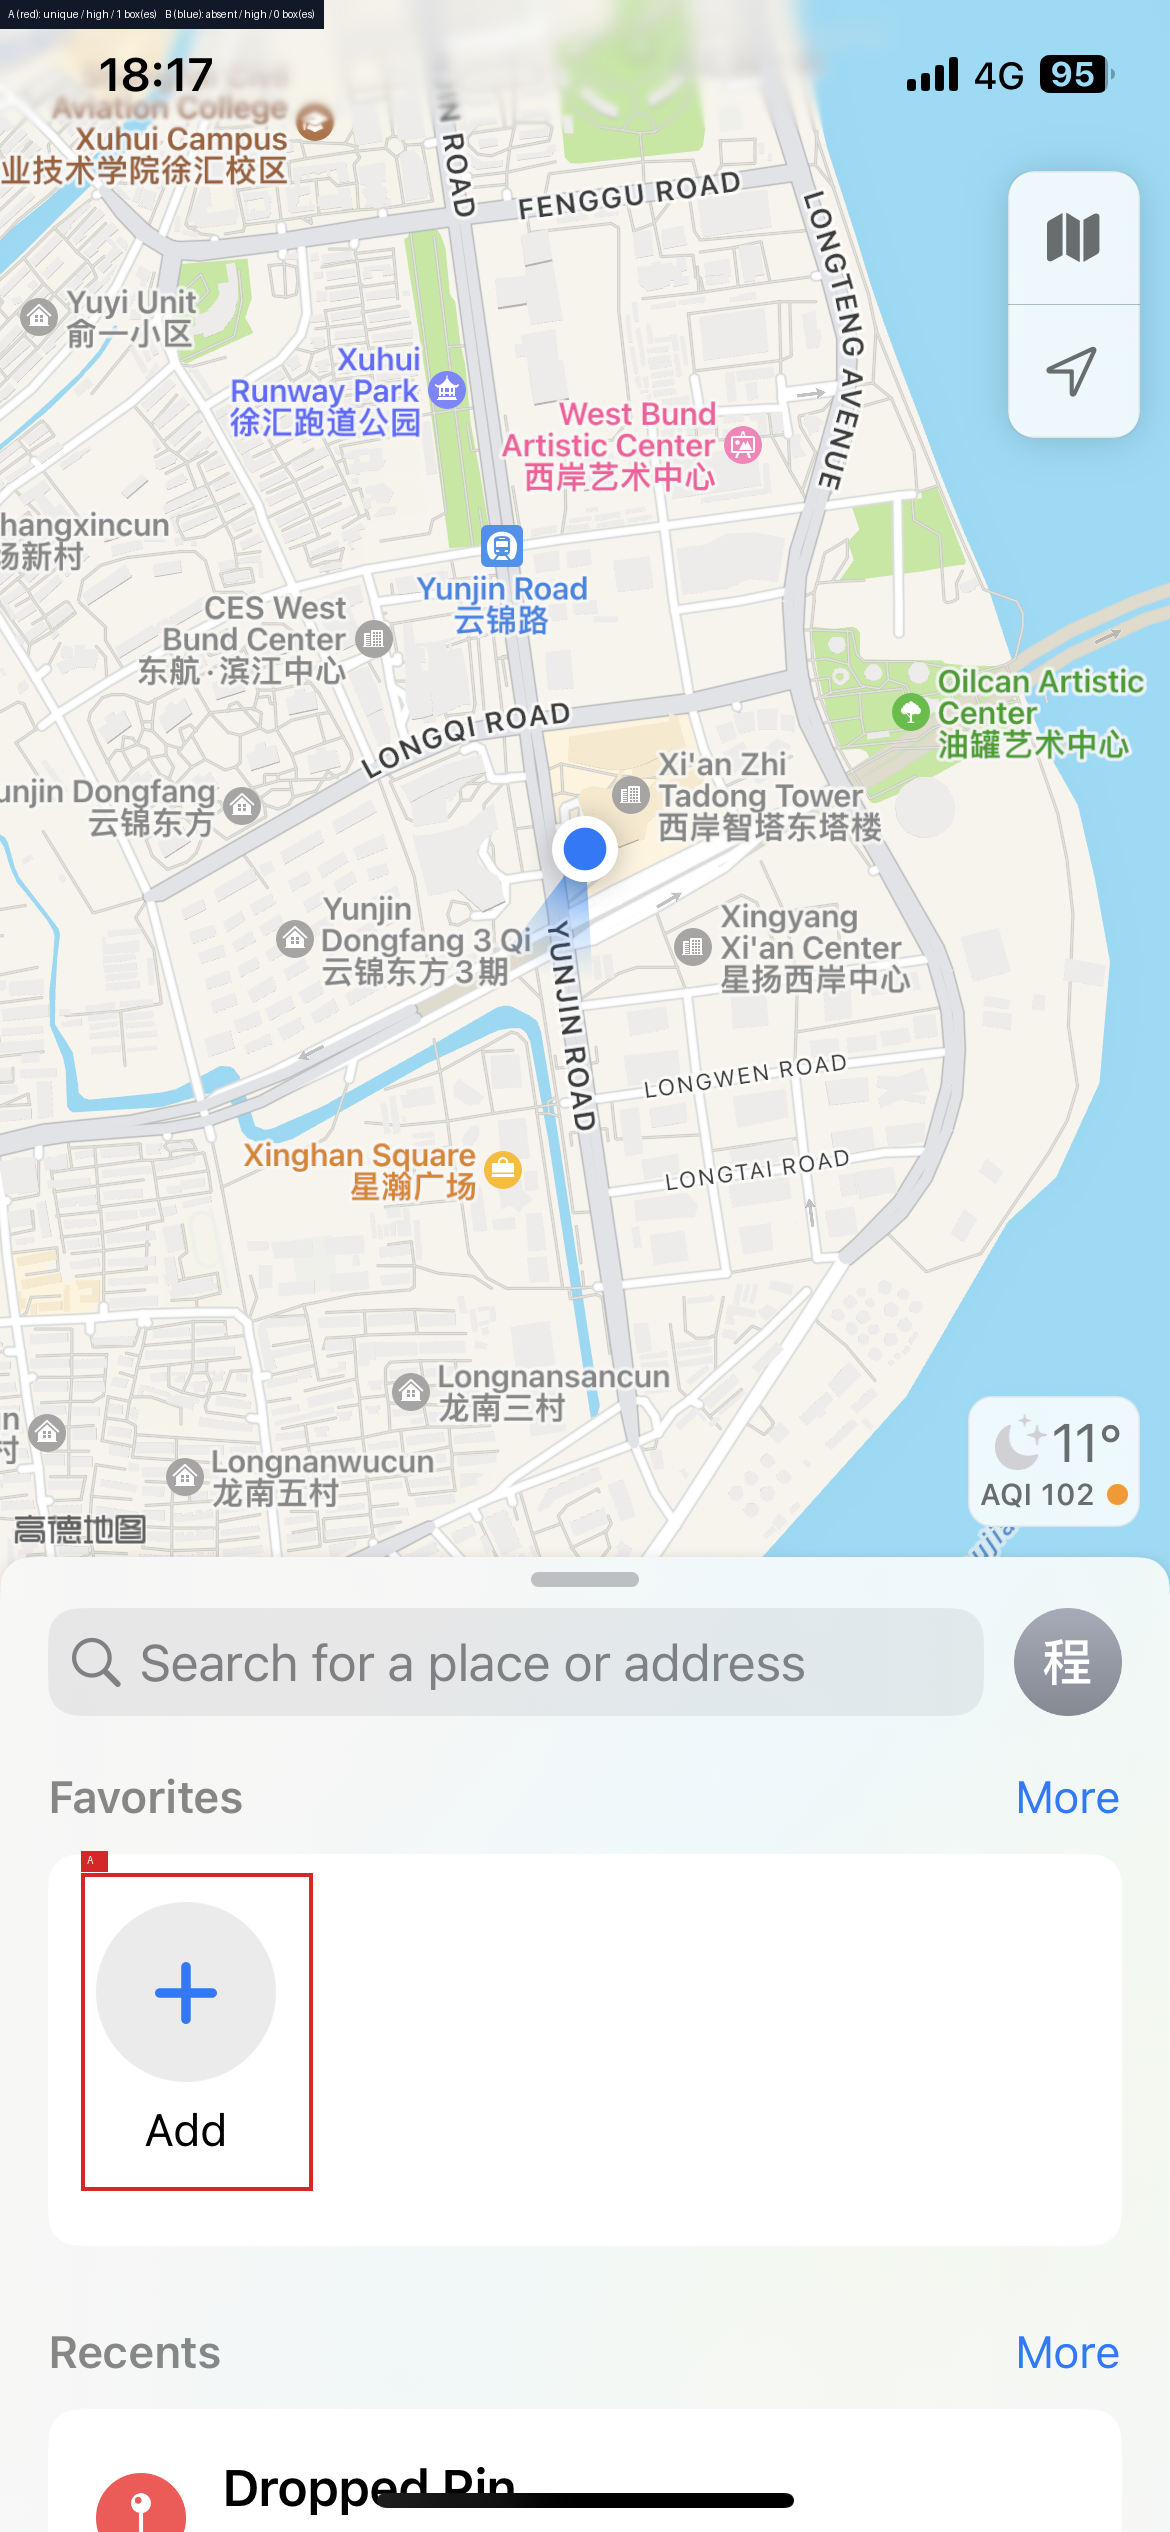 A (red): unique / high / 1 box(es) B (blue): absent / high / 0 box(es)
18:17
4G 95
Aviation College
Xuhui Campus
业技术学院徐汇校区
JIN ROAD
FENGGU ROAD
LONGTENG AVENUE
Yuyi Unit
俞一小区
Xuhui
Runway Park
徐汇跑道公园
West Bund
Artistic Center
西岸艺术中心
hangxincun
场新村
Yunjin Road
云锦路
CES West
Bund Center
东航·滨江中心
Oilcan Artistic
Center
油罐艺术中心
LONGQI ROAD
Xi'an Zhi
Tadong Tower
西岸智塔东塔楼
unjin Dongfang
云锦东方
Yunjin
Dongfang 3 Qi
云锦东方3期
Xingyang
Xi'an Center
星扬西岸中心
YUNJIN ROAD
LONGWEN ROAD
LONGTAI ROAD
Xinghan Square
星瀚广场
Longnansancun
龙南三村
n
村
Longnanwucun
龙南五村
高德地图
11°
AQI 102
ujia
Search for a place or address
程
Favorites
More
A
Add
Recents
More
Dropped Pin